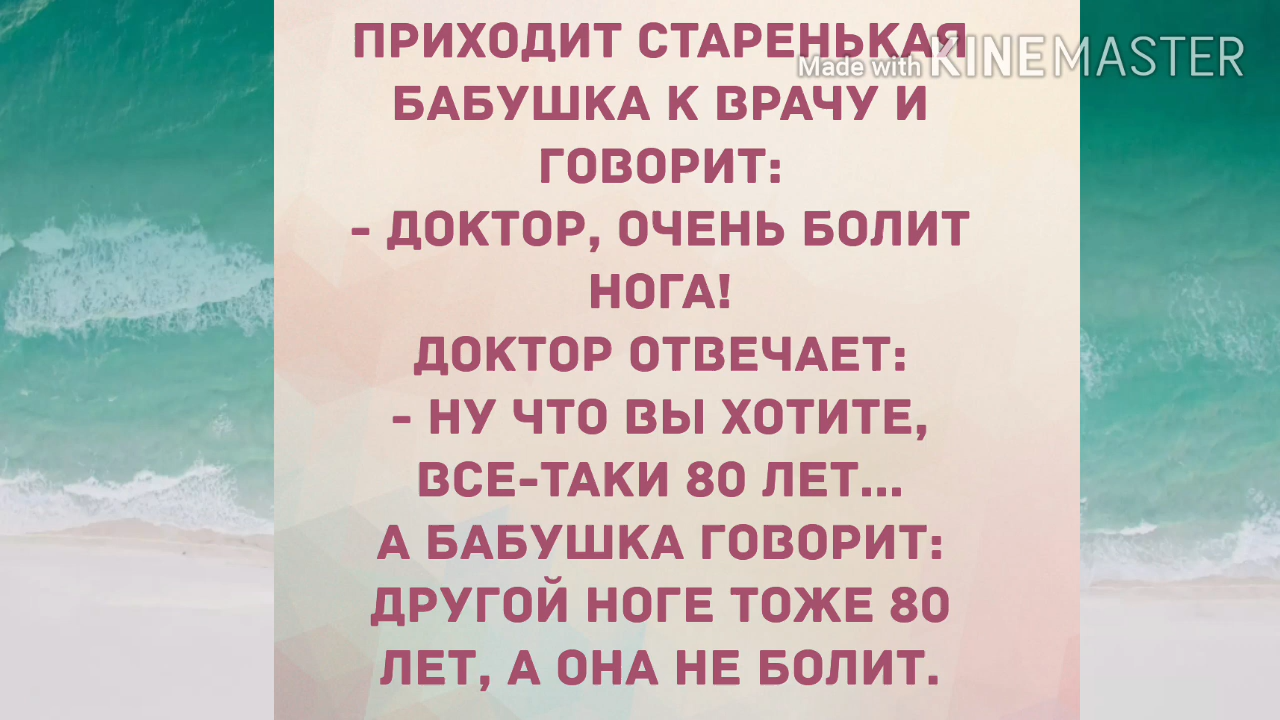 ПРИХОДИТ СТАРЕНЬКАЯ
Made with KINEMASTER
БАБУШКА К ВРАЧУ И
ГОВОРИТ:
- ДОКТОР, ОЧЕНЬ БОЛИТ
НОГА!
ДОКТОР ОТВЕЧАЕТ:
- НУ ЧТО ВЫ ХОТИТЕ,
ВСЕ-ТАКИ 80 ЛЕТ...
А БАБУШКА ГОВОРИТ:
ДРУГОЙ НОГЕ ТОЖЕ 80
ЛЕТ, А ОНА НЕ БОЛИТ.